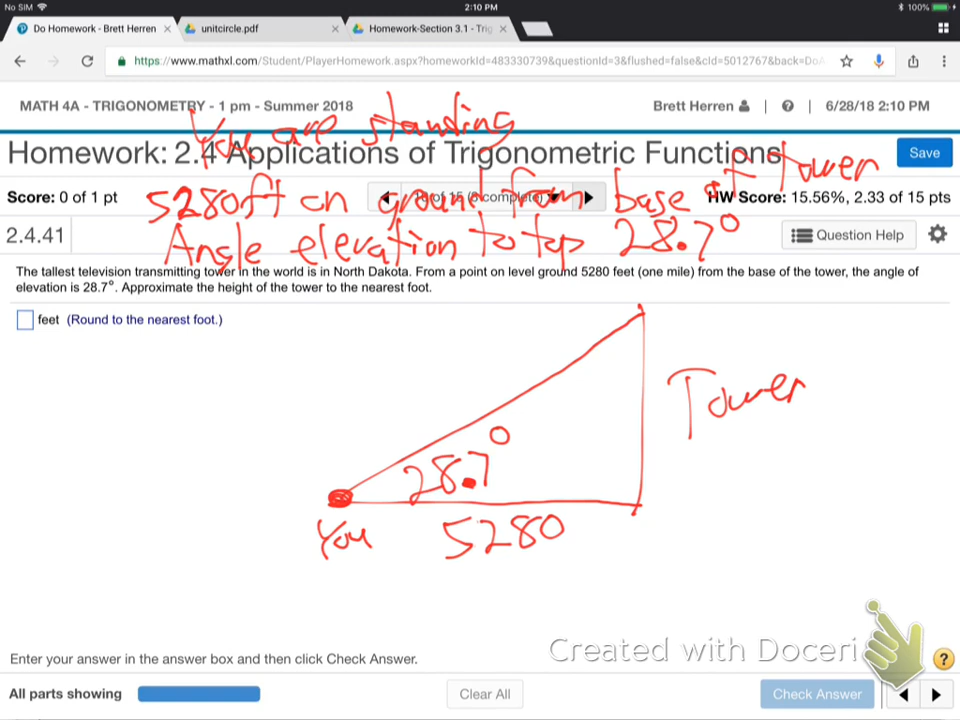 No SIM 2:10 PM 100%
Do Homework - Brett Herren × unitcircle.pdf × Homework-Section 3.1 - Trig ×
https://www.mathxl.com/Student/PlayerHomework.aspx?homeworkId=483330739&questionId=3&flushed=false&cId=5012767&back=DoA
MATH 4A - TRIGONOMETRY - 1 pm - Summer 2018 Brett Herren | ? | 6/28/18 2:10 PM
You are standing
Homework: 2.4 Applications of Trigonometric Functions Save
5280ft on ground from base of tower
Score: 0 of 1 pt of 15 complete) HW Score: 15.56%, 2.33 of 15 pts
Angle elevation to top 28.7°
2.4.41 Question Help
The tallest television transmitting tower in the world is in North Dakota. From a point on level ground 5280 feet (one mile) from the base of the tower, the angle of
elevation is 28.7°. Approximate the height of the tower to the nearest foot.
feet (Round to the nearest foot.)
Tower
28.7°
You 5280
Created with Doceri
Enter your answer in the answer box and then click Check Answer. ?
All parts showing Clear All Check Answer